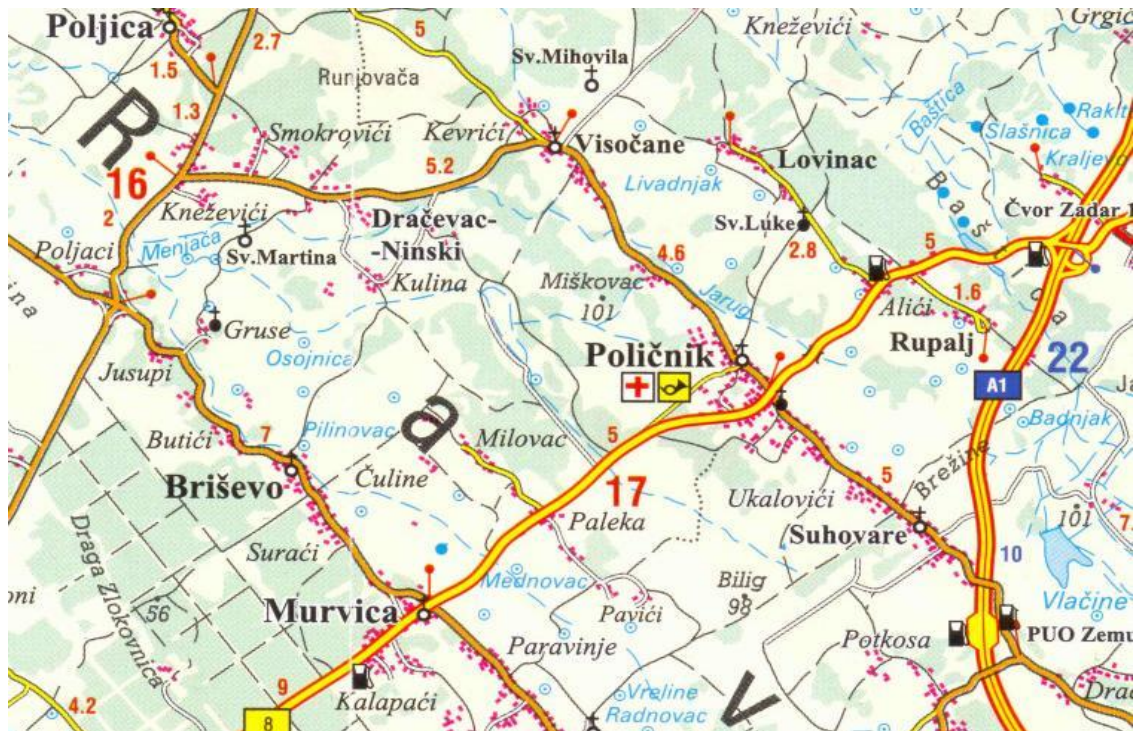 Poljica
2.7
5
Sv.Mihovila
Kneževići
Grgić
1.5
Runjovača
1.3
R
Smokrovići
Kevrići
Visočane
Baštica
Slašnica
Kraljevo
5.2
Lovinac
Livadnjak
16
2
Kneževići
Dračevac-
-Ninski
Sv.Luke
2.8
5
Čvor Zadar 1
Poljaci
Menjača
Sv.Martina
Kulina
4.6
Miškovac
101
Jarug
Alići
1.6
Gruse
Osojnica
Poličnik
Rupalj
22
Jusupi
A1
a
5
Badnjak
Butići
7
Pilinovac
Milovac
Briševo
Čuline
17
Ukalovići
5
Brežine
Paleka
Suhovare
101
Draga Zlokovnica
Suraći
10
Mednovac
Bilig
98
56
Vlačine
Murvica
Pavići
Potkosa
PUO Zemu
Paravinje
4.2
9
Kalapaći
Vreline
Radnovac
v
8